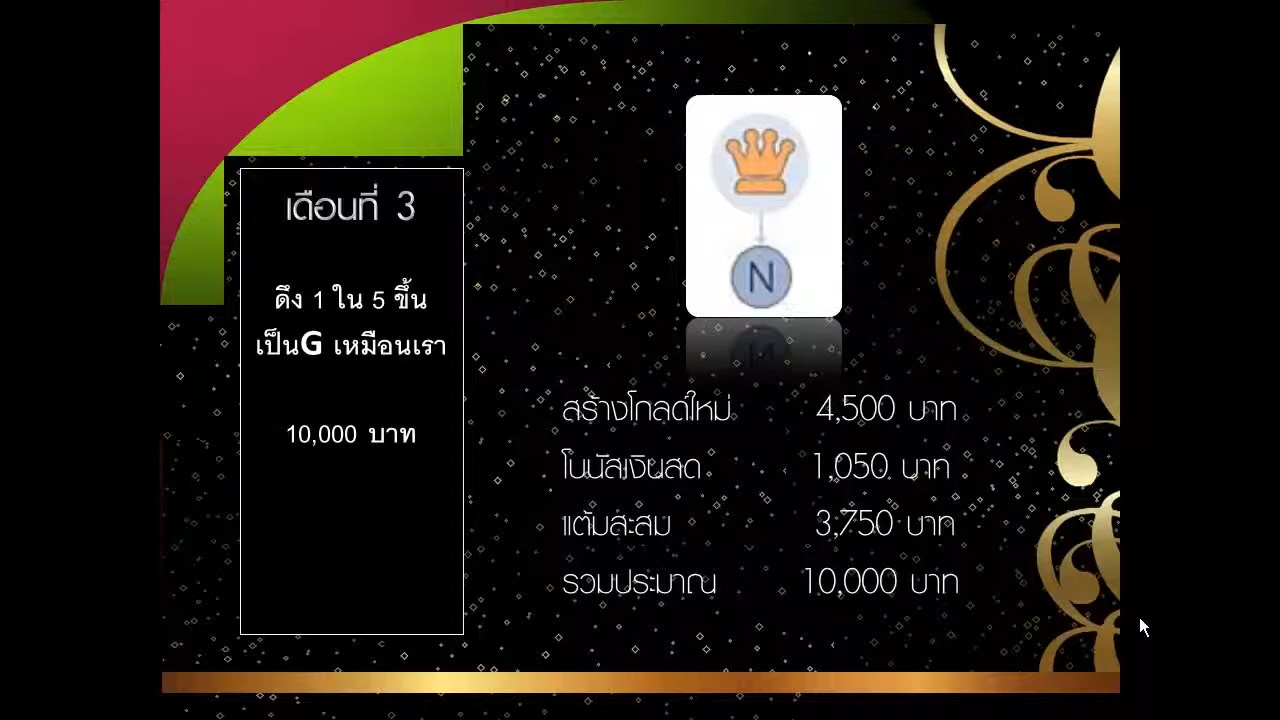 เดือนที่ 3
ดึง 1 ใน 5 ขึ้น
เป็นG เหมือนเรา
10,000 บาท
N
สร้างโกลด์ใหม่ 4,500 บาท
โบนัสเงินสด 1,050 บาท
แต้มสะสม 3,750 บาท
รวมประมาณ 10,000 บาท